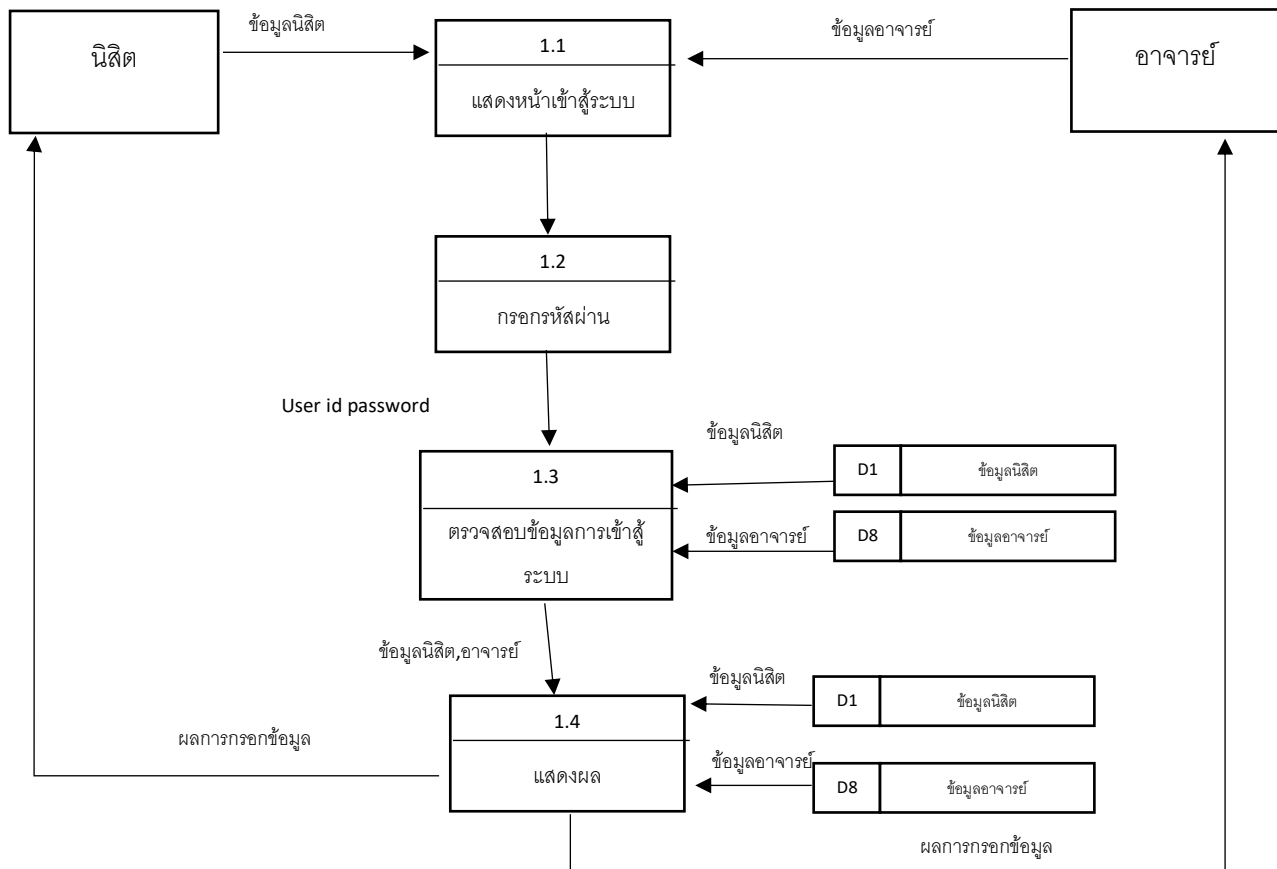 ข้อมูลนิสิต
นิสิต
1.1
แสดงหน้าเข้าสู้ระบบ
ข้อมูลอาจารย์
อาจารย์
1.2
กรอกรหัสผ่าน
User id password
1.3
ตรวจสอบข้อมูลการเข้าสู้
ระบบ
ข้อมูลนิสิต
D1
ข้อมูลนิสิต
ข้อมูลอาจารย์
D8
ข้อมูลอาจารย์
ข้อมูลนิสิต,อาจารย์
1.4
แสดงผล
ข้อมูลนิสิต
D1
ข้อมูลนิสิต
ข้อมูลอาจารย์
D8
ข้อมูลอาจารย์
ผลการกรอกข้อมูล
ผลการกรอกข้อมูล